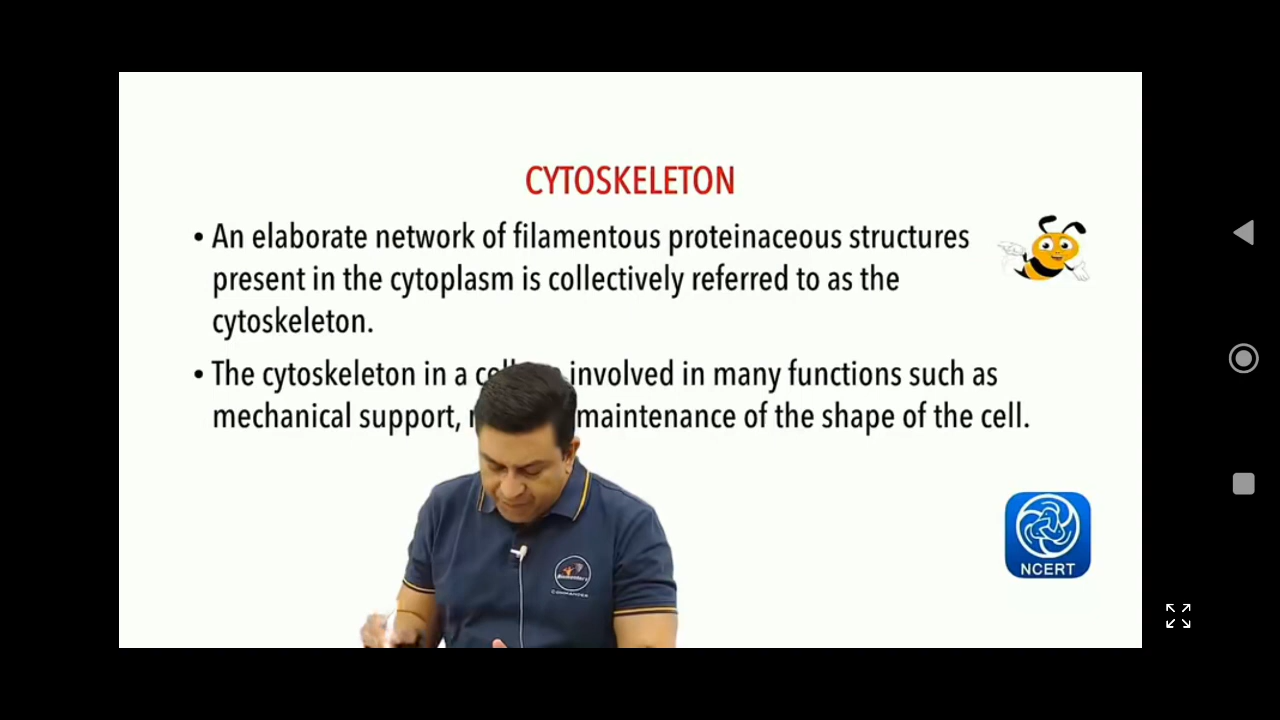 CYTOSKELETON
• An elaborate network of filamentous proteinaceous structures
present in the cytoplasm is collectively referred to as the
cytoskeleton.
• The cytoskeleton in a involved in many functions such as
mechanical support, maintenance of the shape of the cell.
NCERT